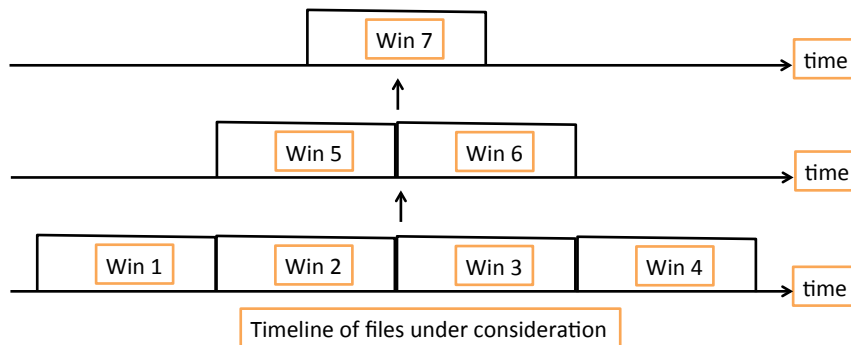 Win 7
time
Win 5
Win 6
time
Win 1
Win 2
Win 3
Win 4
time
Timeline of files under consideration